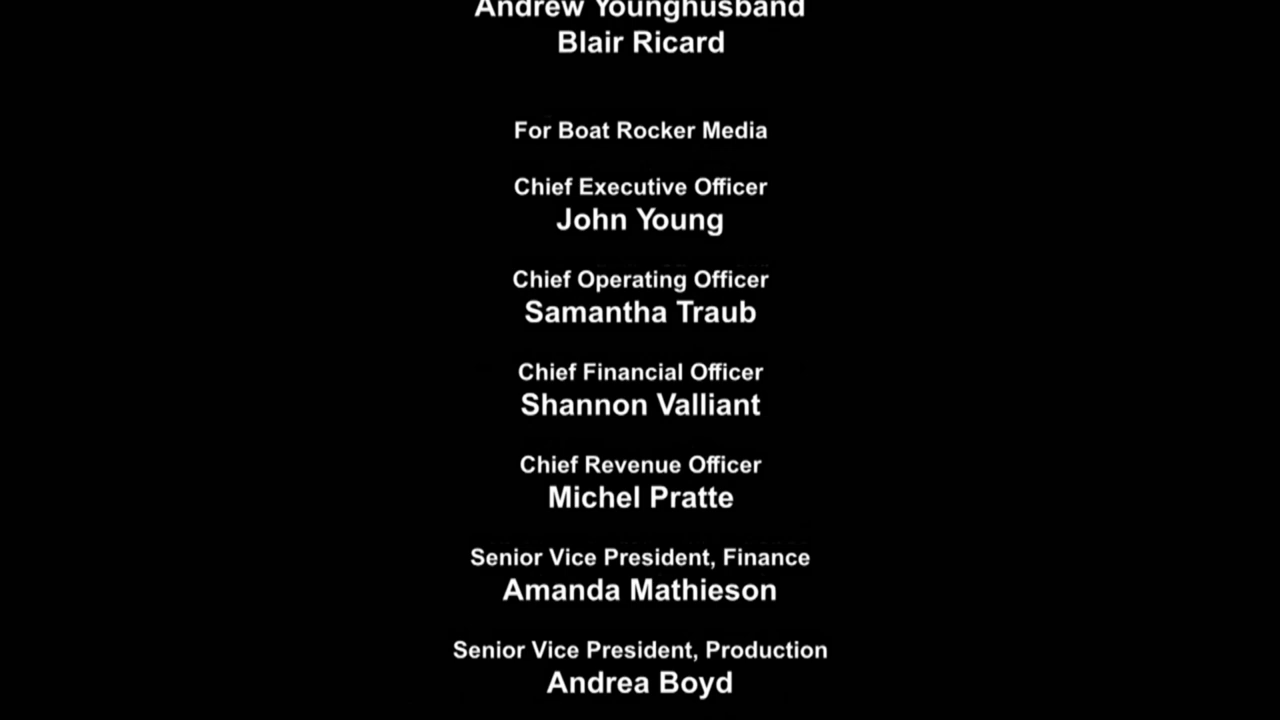 Andrew Younghusband
Blair Ricard
For Boat Rocker Media
Chief Executive Officer
John Young
Chief Operating Officer
Samantha Traub
Chief Financial Officer
Shannon Valliant
Chief Revenue Officer
Michel Pratte
Senior Vice President, Finance
Amanda Mathieson
Senior Vice President, Production
Andrea Boyd